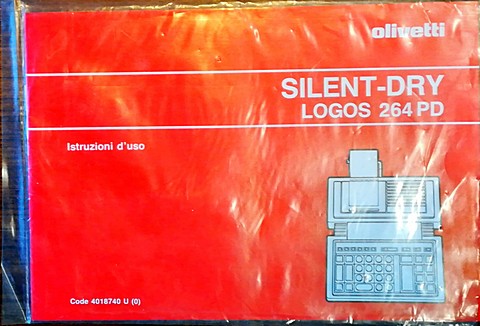 olivetti
SILENT-DRY
LOGOS 264 PD
Istruzioni d'uso
Code 4018740 U (0)